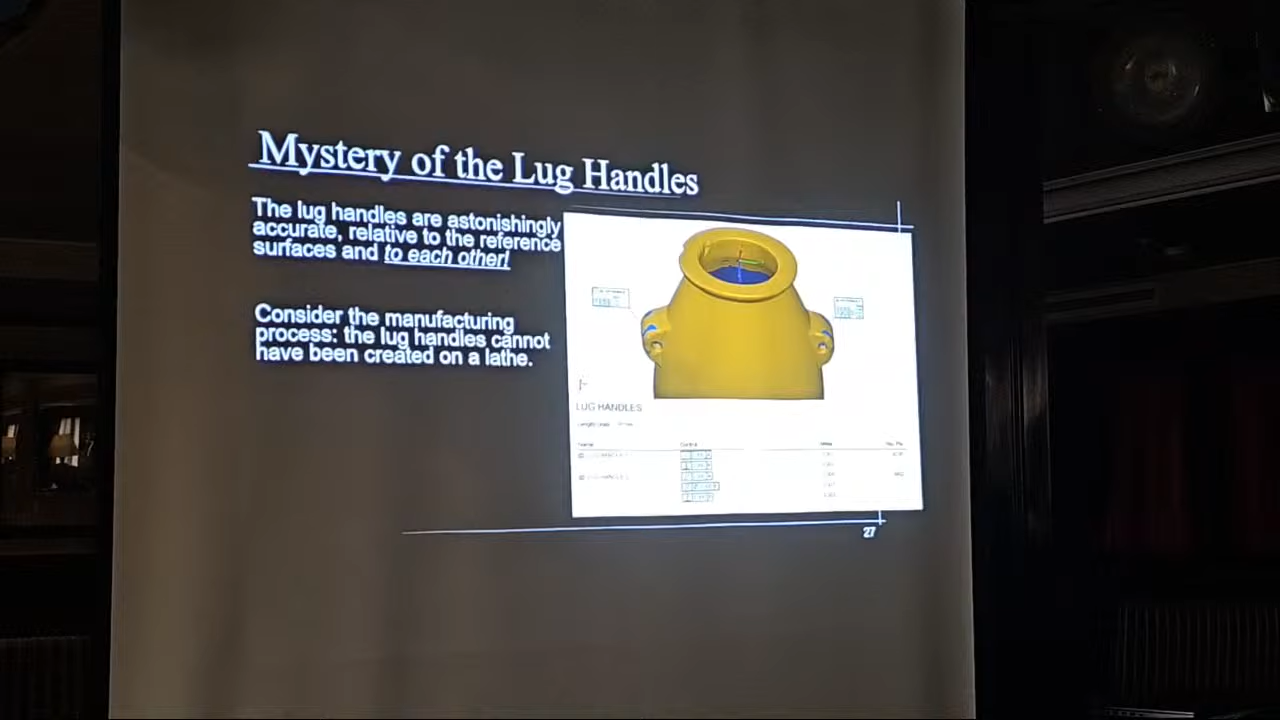 Mystery of the Lug Handles
The lug handles are astonishingly
accurate, relative to the reference
surfaces and to each other!
Consider the manufacturing
process: the lug handles cannot
have been created on a lathe.
LUG HANDLES
27